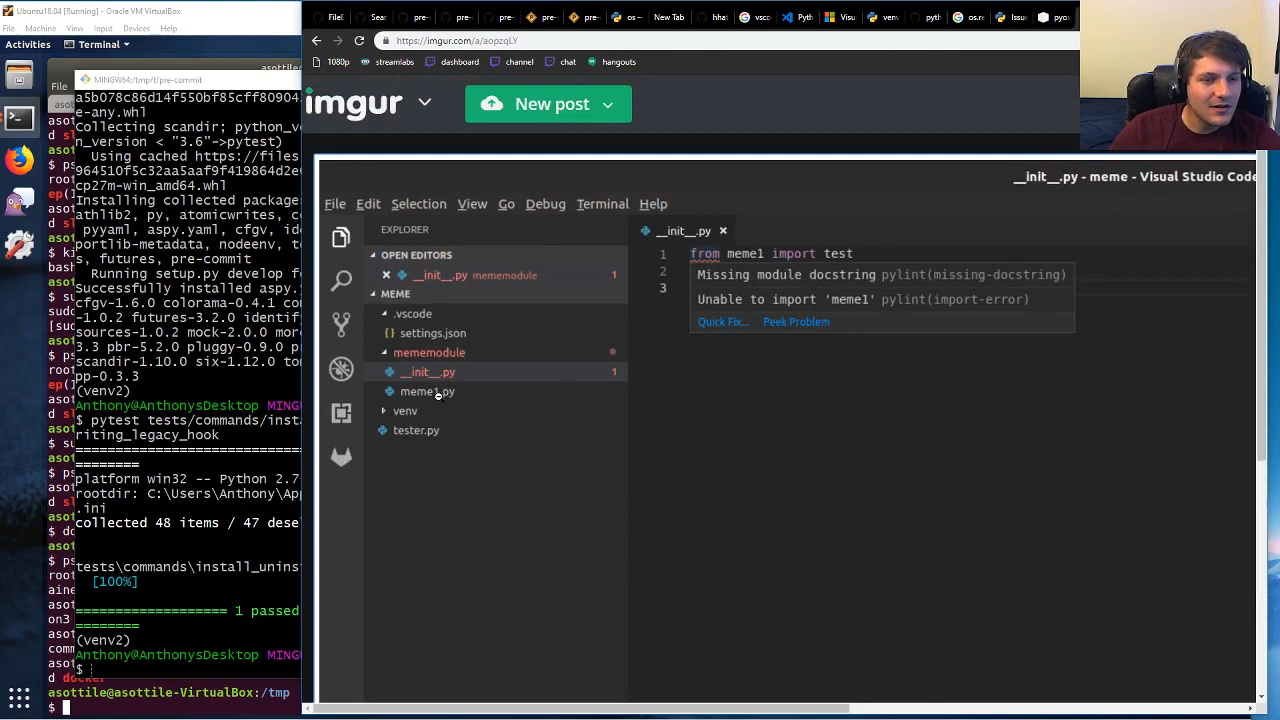 Ubuntu18.04 [Running] - Oracle VM VirtualBox
File Machine View Input Devices Help
Activities Terminal
File
MINGW64:/tmp/t/pre-commit
a5b078c86d14f550bf85cff80904
e-any.whl
Collecting scandir; python_v
n_version < "3.6"->pytest)
Using cached https://files
964510f5c32aa5aaf9f419864d2e
cp27m-win_amd64.whl
Installing collected package
athlib2, py, atomicwrites, c
pyyaml, aspy.yaml, cfgv, ide
portlib-metadata, nodeenv, t
s, futures, pre-commit
Running setup.py develop f
Successfully installed aspy.
cfgv-1.6.0 colorama-0.4.1 co
-1.0.2 futures-3.2.0 identif
sources-1.0.2 mock-2.0.0 mor
3.3 pbr-5.2.0 pluggy-0.9.0 p
scandir-1.10.0 six-1.12.0 to
pp-0.3.3
(venv2)
Anthony@AnthonysDesktop MING
$ pytest tests/commands/inst
riting_legacy_hook
============================
========
platform win32 -- Python 2.7
rootdir: C:\Users\Anthony\Ap
.ini
collected 48 items / 47 dese
tests\commands\install_unins
[100%]
=================== 1 passed
========
(venv2)
Anthony@AnthonysDesktop MING
$
d docker
asottile@asottile-VirtualBox:/tmp
$
New Tab
https://imgur.com/a/aopzqLY
1080p streamlabs dashboard channel chat hangouts
imgur New post
__init__.py - meme - Visual Studio Code
File Edit Selection View Go Debug Terminal Help
EXPLORER
OPEN EDITORS
__init__.py mememodule 1
MEME
.vscode
{} settings.json
mememodule
__init__.py 1
meme1.py
venv
tester.py
__init__.py
1 from meme1 import test
2
3
Missing module docstring pylint(missing-docstring)
Unable to import 'meme1' pylint(import-error)
Quick Fix... Peek Problem